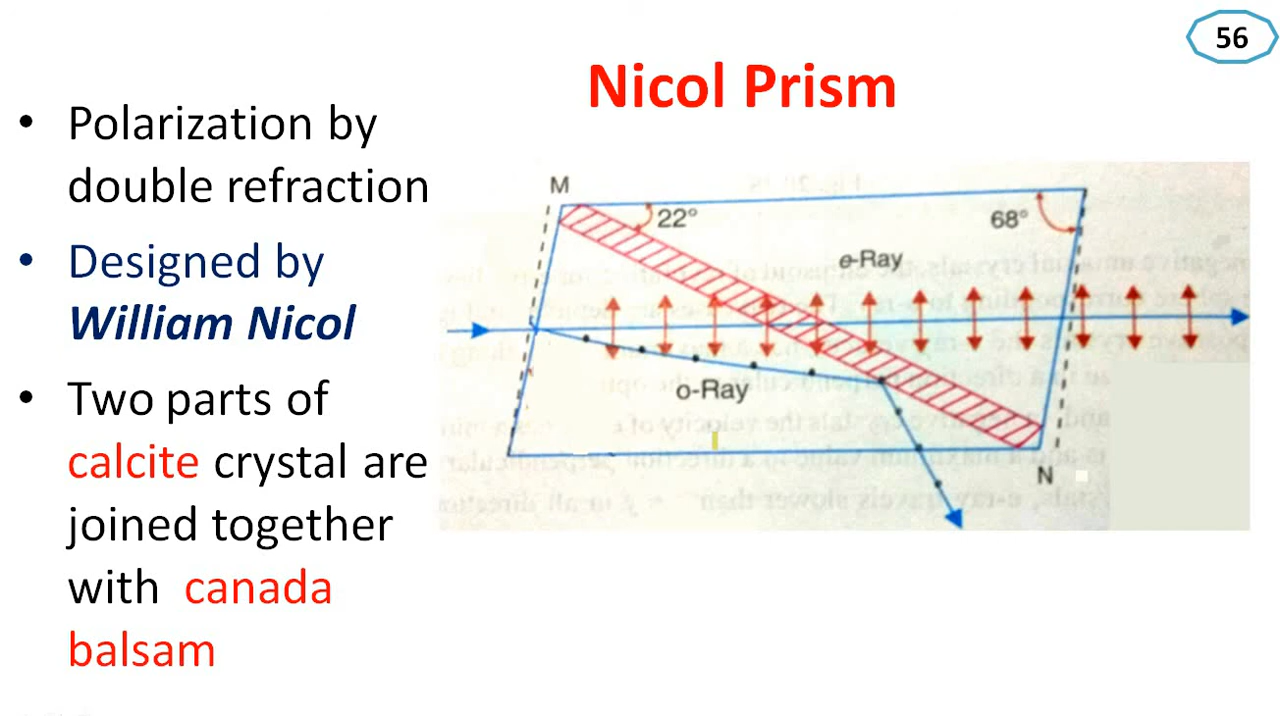 56
Nicol Prism
• Polarization by
double refraction
• Designed by
William Nicol
• Two parts of
calcite crystal are
joined together
with canada
balsam
M
22°
68°
e-Ray
o-Ray
N